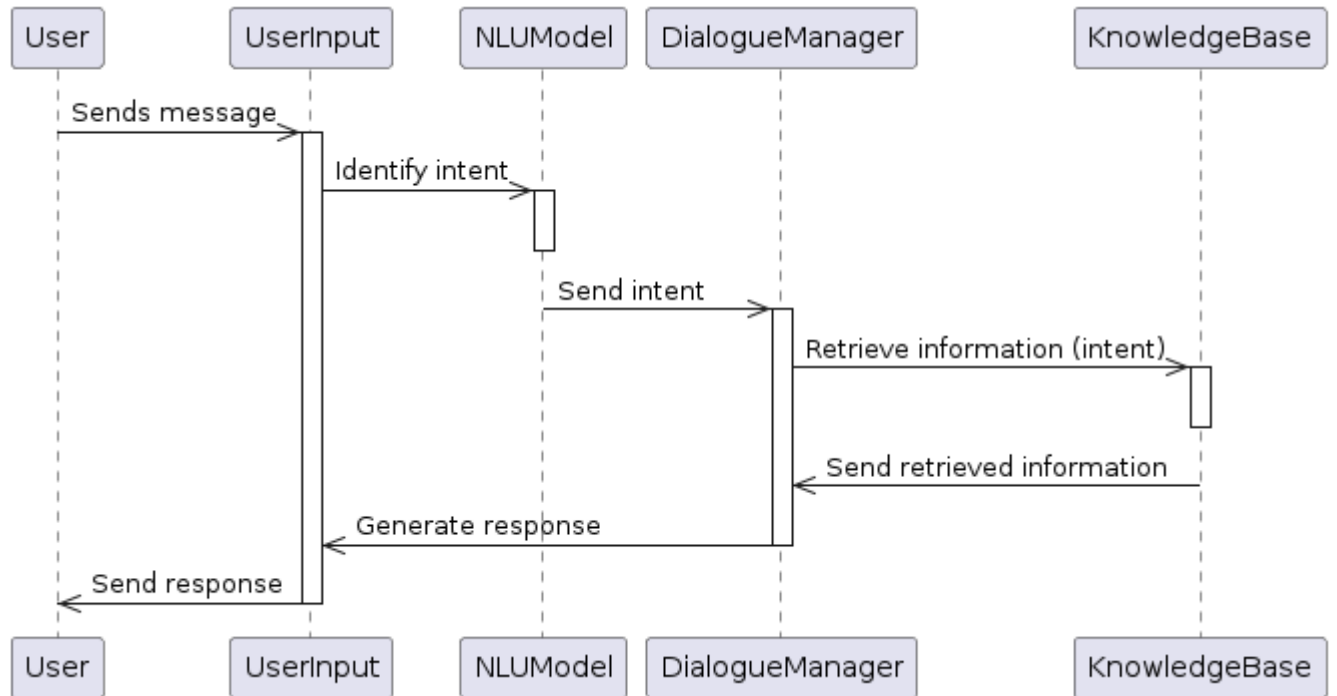 User
UserInput
NLUModel
DialogueManager
KnowledgeBase
Sends message
Identify intent
Send intent
Retrieve information (intent)
Send retrieved information
Generate response
Send response
User
UserInput
NLUModel
DialogueManager
KnowledgeBase